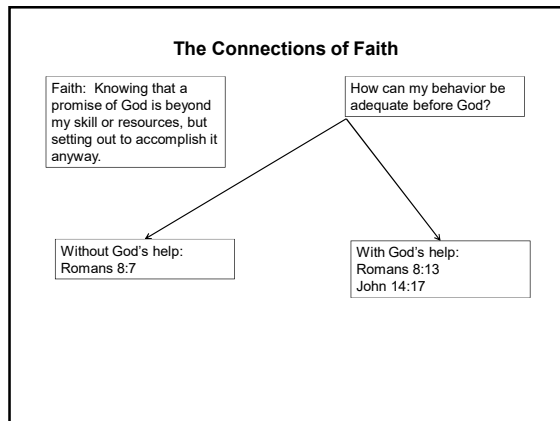 The Connections of Faith
Faith:  Knowing that a
promise of God is beyond
my skill or resources, but
setting out to accomplish it
anyway.
How can my behavior be
adequate before God?
Without God’s help:
Romans 8:7
With God’s help:
Romans 8:13
John 14:17